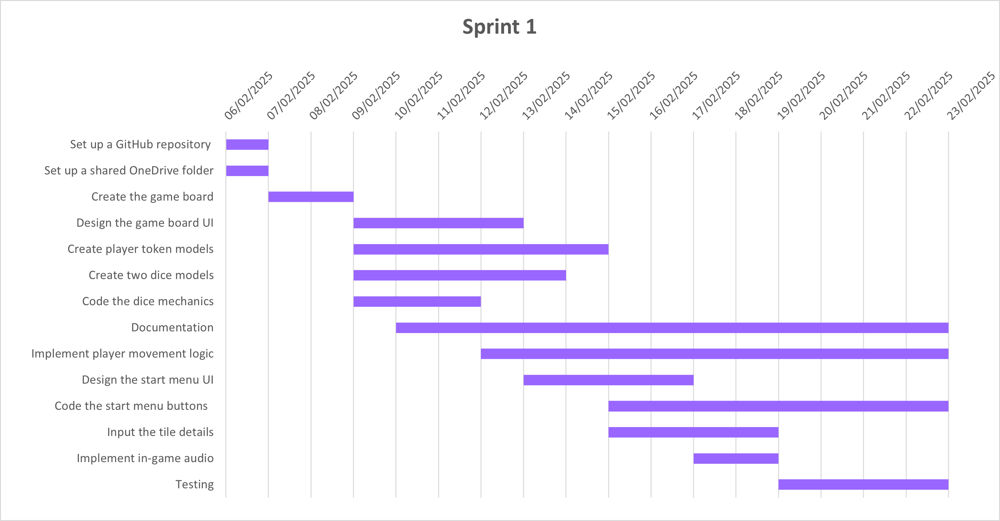 Sprint 1
06/02/2025
07/02/2025
08/02/2025
09/02/2025
10/02/2025
11/02/2025
12/02/2025
13/02/2025
14/02/2025
15/02/2025
16/02/2025
17/02/2025
18/02/2025
19/02/2025
20/02/2025
21/02/2025
22/02/2025
23/02/2025
Set up a GitHub repository
Set up a shared OneDrive folder
Create the game board
Design the game board UI
Create player token models
Create two dice models
Code the dice mechanics
Documentation
Implement player movement logic
Design the start menu UI
Code the start menu buttons
Input the tile details
Implement in-game audio
Testing